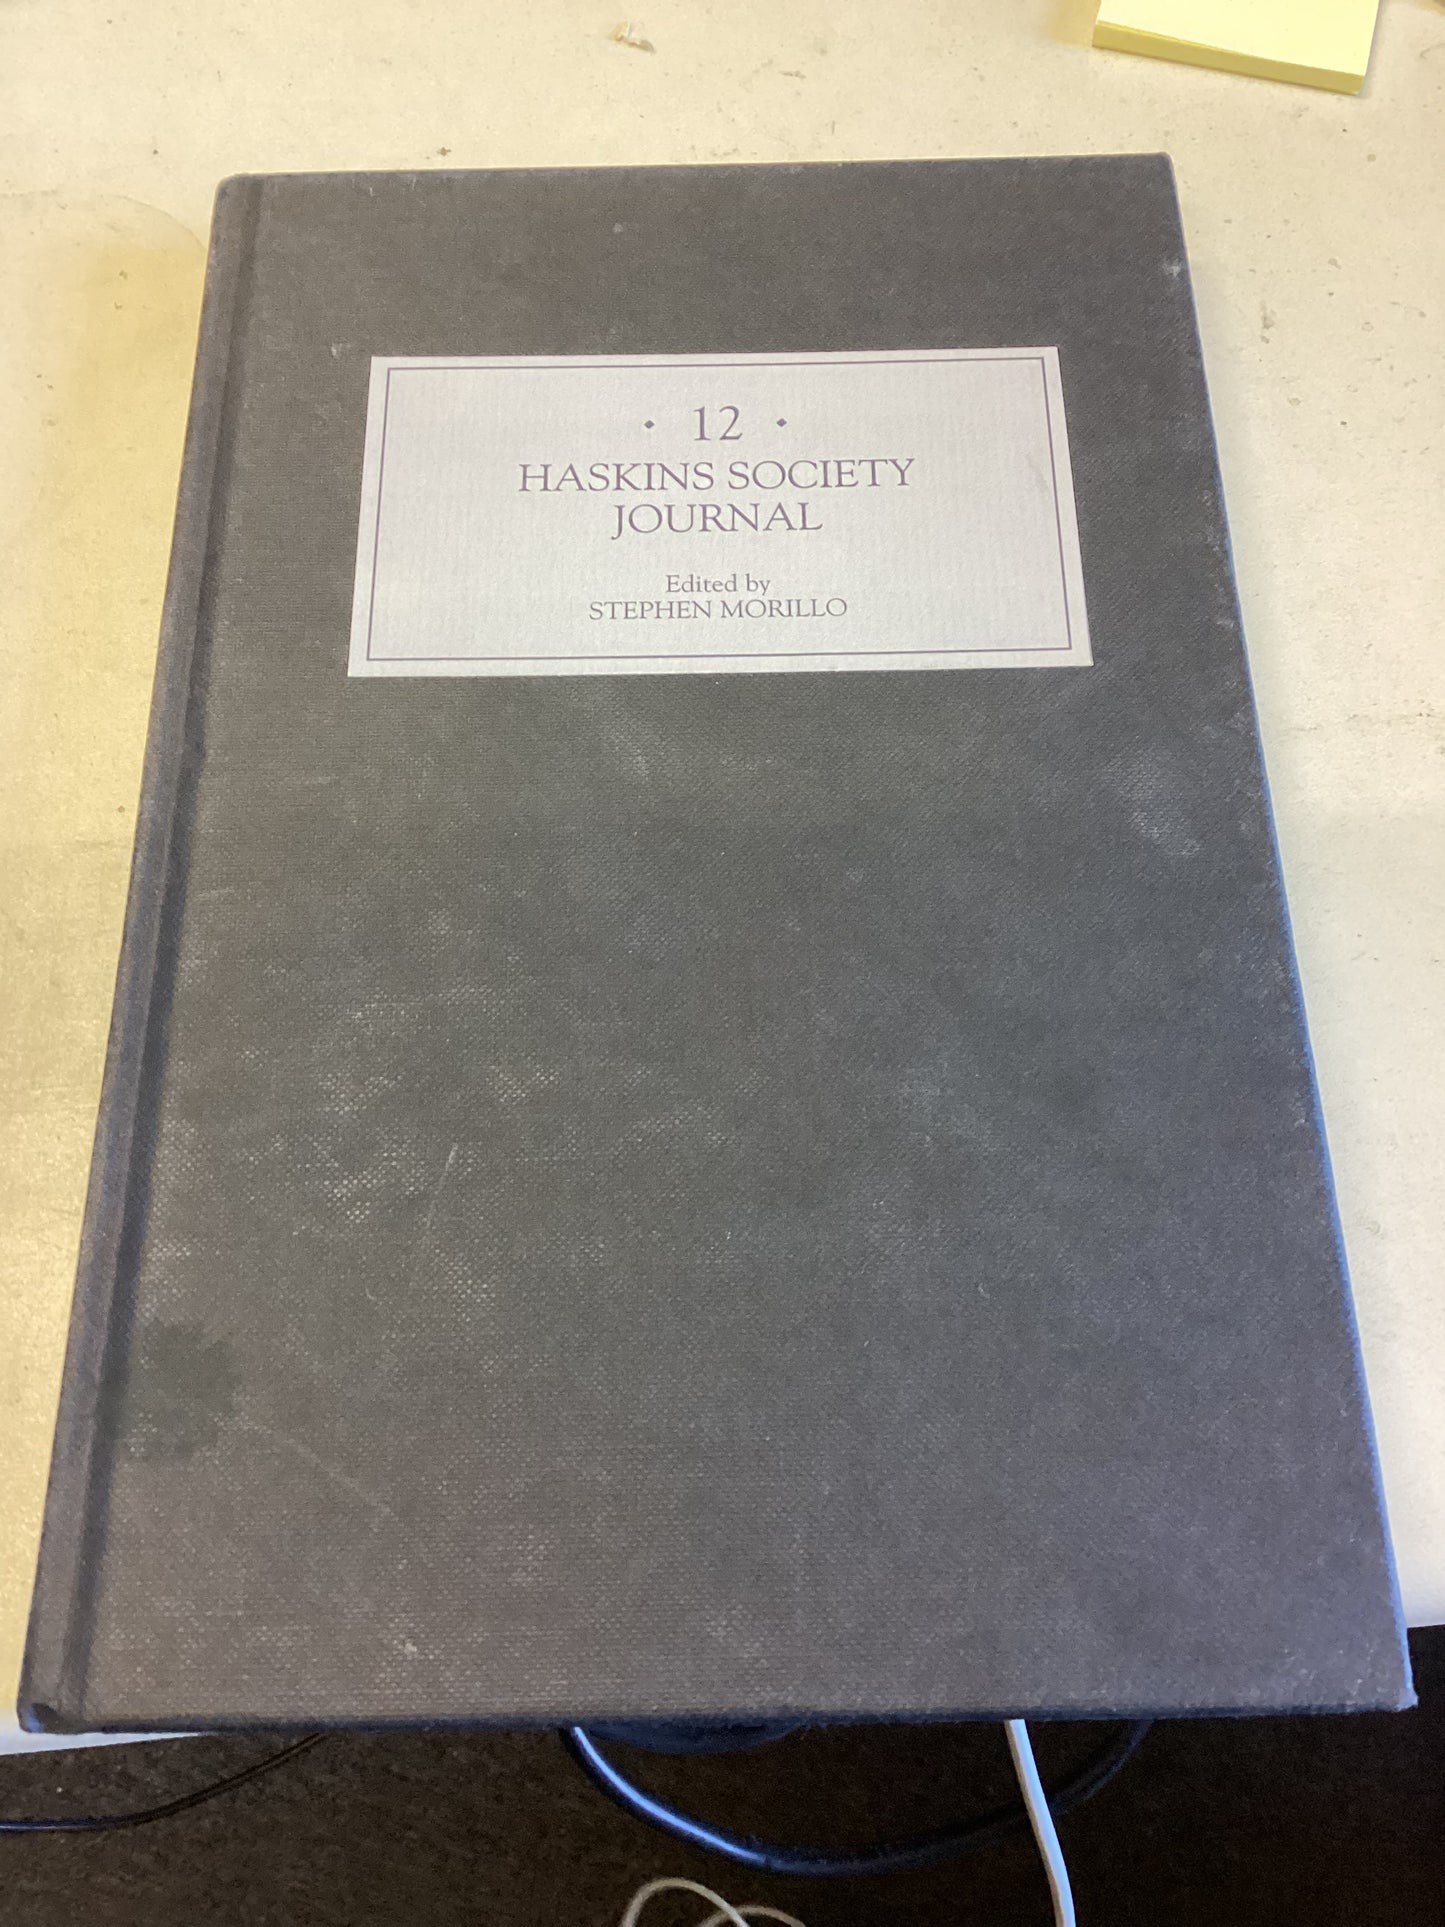 · 12 ·
HASKINS SOCIETY
JOURNAL
Edited by
STEPHEN MORILLO